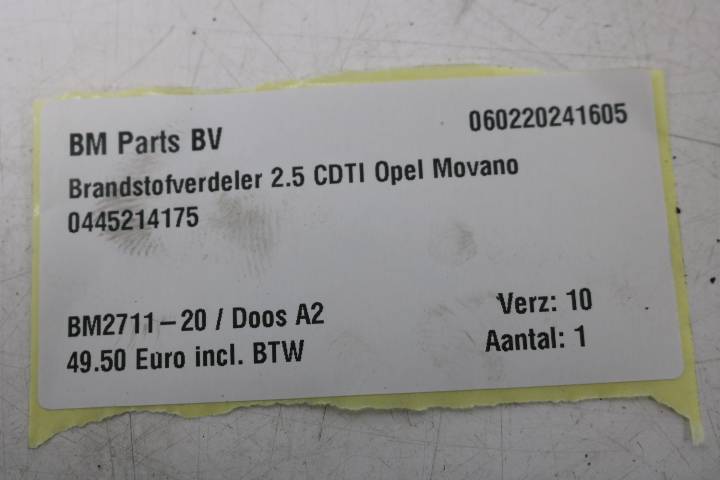 BM Parts BV
060220241605
Brandstofverdeler 2.5 CDTI Opel Movano
0445214175
BM2711-20 / Doos A2
Verz: 10
49.50 Euro incl. BTW
Aantal: 1